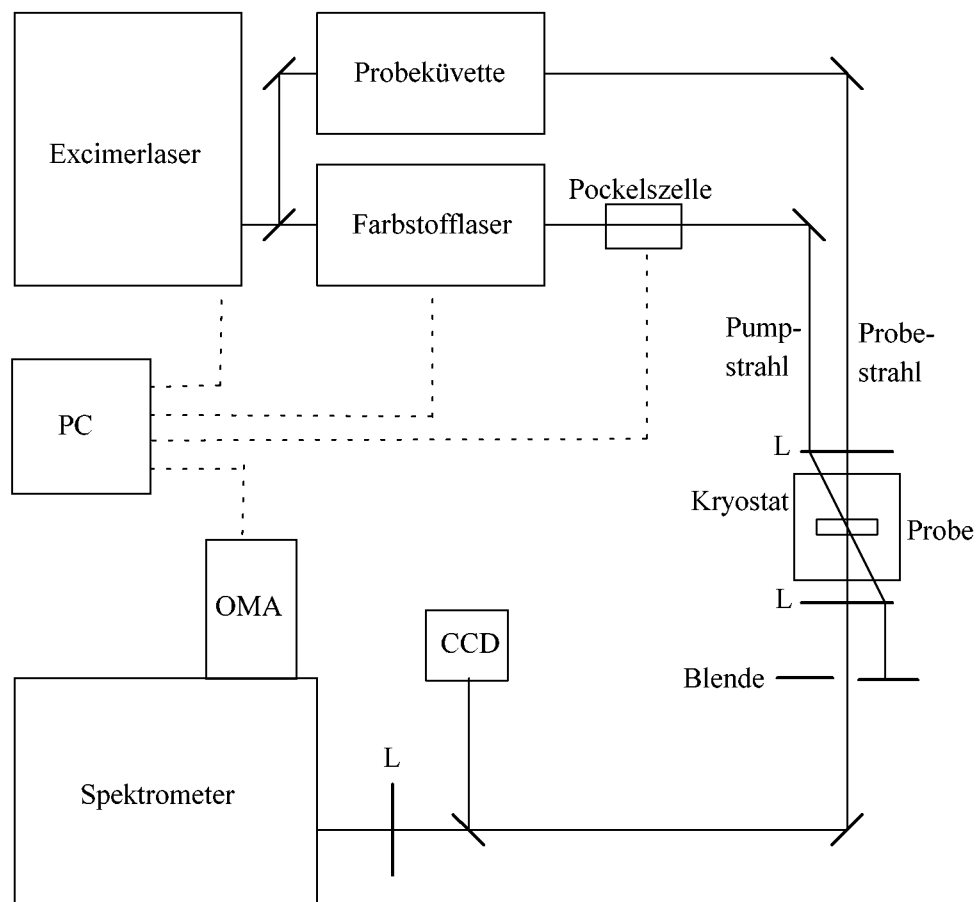 Probeküvette
Excimerlaser
Farbstofflaser
Pockelszelle
Pump-
strahl
Probe-
strahl
PC
L
Kryostat
Probe
L
OMA
CCD
Blende
L
Spektrometer